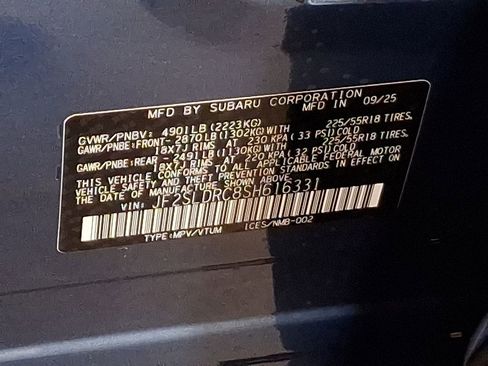 MFD BY SUBARU CORPORATION
MFD. IN 09/25
GVWR/PNBV: 4901LB (2223KG)
GAWR/PNBE:FRONT- 2870LB (1302KG)WITH 225/55R18 TIRES,
18X7J RIMS AT 230 KPA ( 33 PSI)COLD
GAWR/PNBE:REAR - 2491LB (1130KG)WITH 225/55R18 TIRES,
18X7J RIMS AT 220 KPA ( 32 PSI)COLD
THIS VEHICLE CONFORMS TO ALL APPLICABLE FEDERAL MOTOR
VEHICLE SAFETY AND THEFT PREVENTION STANDARDS IN EFFECT ON
THE DATE OF MANUFACTURE SHOWN ABOVE.
JF2SLDRC8SH616331
TYPE:MPV/VTUM ICES/NMB-002